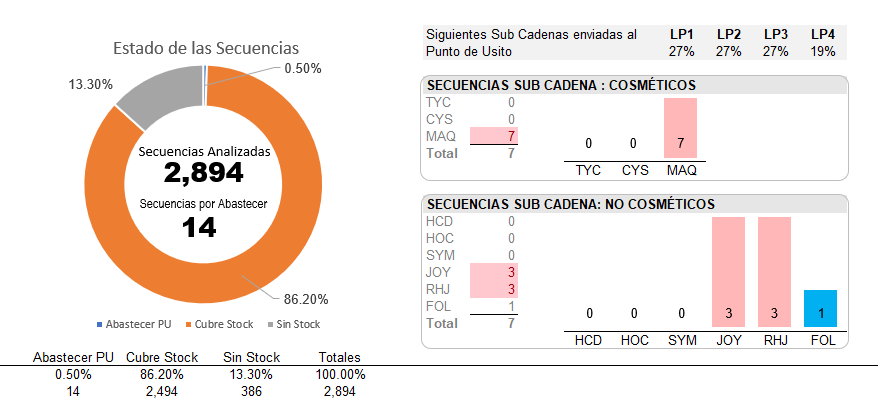 Estado de las Secuencias
0.50%
13.30%
Secuencias Analizadas
2,894
Secuencias por Abastecer
14
86.20%
Abastecer PU Cubre Stock Sin Stock
Abastecer PU Cubre Stock Sin Stock Totales
0.50% 86.20% 13.30% 100.00%
14 2,494 386 2,894
Siguientes Sub Cadenas enviadas al LP1 LP2 LP3 LP4
Punto de Usito 27% 27% 27% 19%
SECUENCIAS SUB CADENA : COSMÉTICOS
TYC 0
CYS 0
MAQ 7
Total 7
0 0 7
TYC CYS MAQ
SECUENCIAS SUB CADENA: NO COSMÉTICOS
HCD 0
HOC 0
SYM 0
JOY 3
RHJ 3
FOL 1
Total 7
0 0 0 3 3 1
HCD HOC SYM JOY RHJ FOL